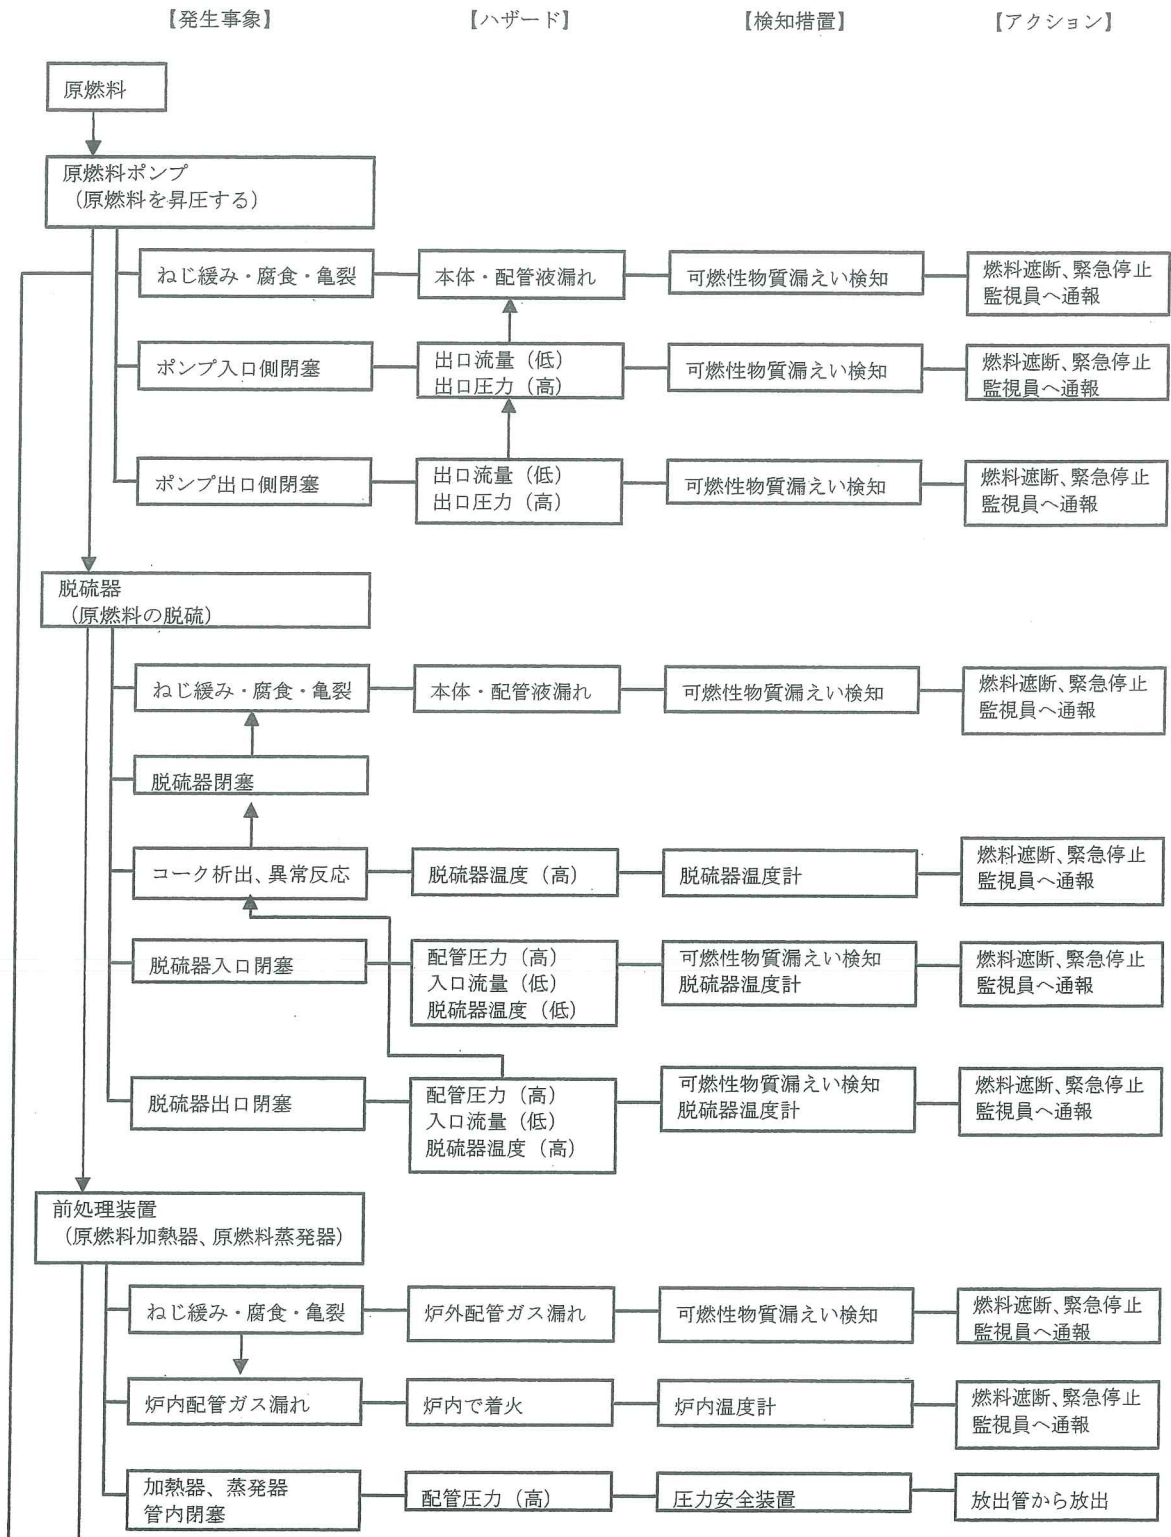 【発生事象】 【ハザード】 【検知措置】 【アクション】
原燃料
原燃料ポンプ
（原燃料を昇圧する）
ねじ緩み・腐食・亀裂
本体・配管液漏れ
可燃性物質漏えい検知
燃料遮断、緊急停止
監視員へ通報
ポンプ入口側閉塞
出口流量（低）
出口圧力（高）
可燃性物質漏えい検知
燃料遮断、緊急停止
監視員へ通報
ポンプ出口側閉塞
出口流量（低）
出口圧力（高）
可燃性物質漏えい検知
燃料遮断、緊急停止
監視員へ通報
脱硫器
（原燃料の脱硫）
ねじ緩み・腐食・亀裂
本体・配管液漏れ
可燃性物質漏えい検知
燃料遮断、緊急停止
監視員へ通報
脱硫器閉塞
コーク析出、異常反応
脱硫器温度（高）
脱硫器温度計
燃料遮断、緊急停止
監視員へ通報
脱硫器入口閉塞
配管圧力（高）
入口流量（低）
脱硫器温度（低）
可燃性物質漏えい検知
脱硫器温度計
燃料遮断、緊急停止
監視員へ通報
脱硫器出口閉塞
配管圧力（高）
入口流量（低）
脱硫器温度（高）
可燃性物質漏えい検知
脱硫器温度計
燃料遮断、緊急停止
監視員へ通報
前処理装置
（原燃料加熱器、原燃料蒸発器）
ねじ緩み・腐食・亀裂
炉外配管ガス漏れ
可燃性物質漏えい検知
燃料遮断、緊急停止
監視員へ通報
炉内配管ガス漏れ
炉内で着火
炉内温度計
燃料遮断、緊急停止
監視員へ通報
加熱器、蒸発器
管内閉塞
配管圧力（高）
圧力安全装置
放出管から放出